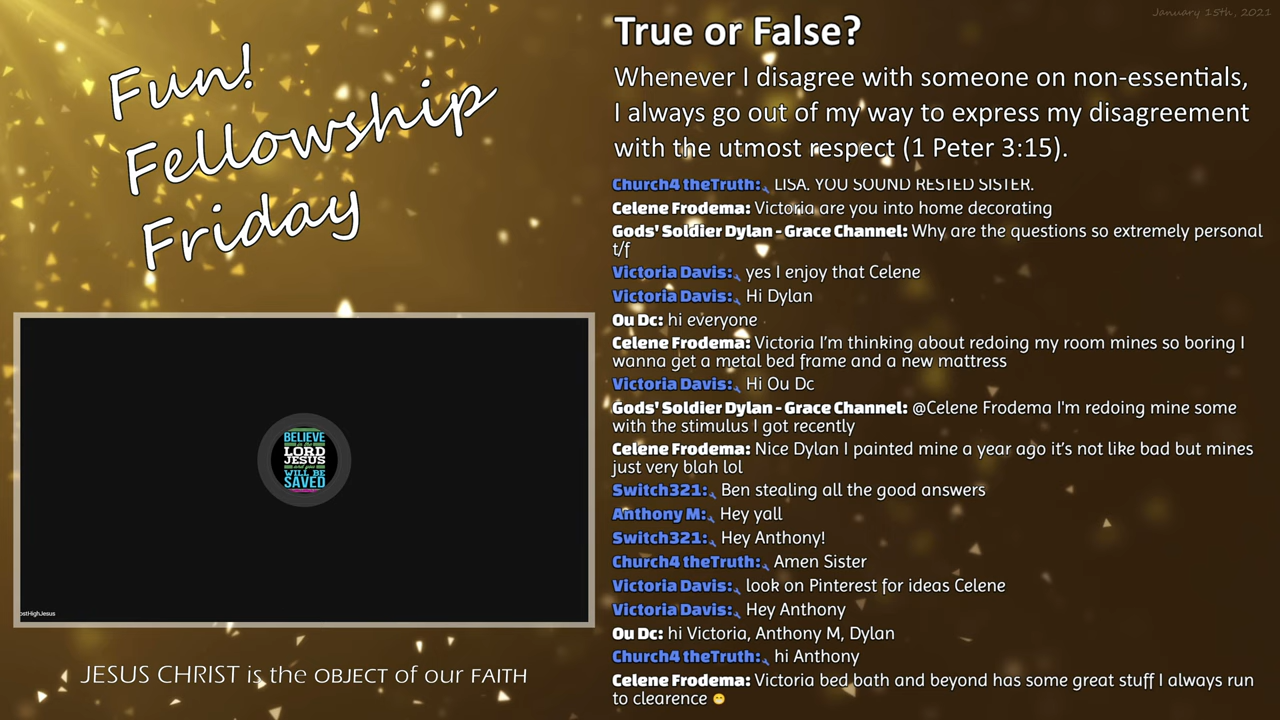 January 15th, 2021
Fun!
Fellowship
Friday
True or False?
Whenever I disagree with someone on non-essentials,
I always go out of my way to express my disagreement
with the utmost respect (1 Peter 3:15).
Church4 theTruth: LISA. YOU SOUND RESTED SISTER.
Celene Frodema: Victoria are you into home decorating
Gods' Soldier Dylan - Grace Channel: Why are the questions so extremely personal
t/f
Victoria Davis: yes I enjoy that Celene
Victoria Davis: Hi Dylan
Ou Dc: hi everyone
Celene Frodema: Victoria I'm thinking about redoing my room mines so boring I
wanna get a metal bed frame and a new mattress
Victoria Davis: Hi Ou Dc
Gods' Soldier Dylan - Grace Channel: @Celene Frodema I'm redoing mine some
with the stimulus I got recently
Celene Frodema: Nice Dylan I painted mine a year ago it's not like bad but mines
just very blah lol
Switch321: Ben stealing all the good answers
Anthony M: Hey yall
Switch321: Hey Anthony!
Church4 theTruth: Amen Sister
Victoria Davis: look on Pinterest for ideas Celene
Victoria Davis: Hey Anthony
Ou Dc: hi Victoria, Anthony M, Dylan
Church4 theTruth: hi Anthony
Celene Frodema: Victoria bed bath and beyond has some great stuff I always run
to clearence 😁
BELIEVE
in the
LORD
JESUS
and you
WILL BE
SAVED
ostHighJesus
JESUS CHRIST is the OBJECT of our FAITH